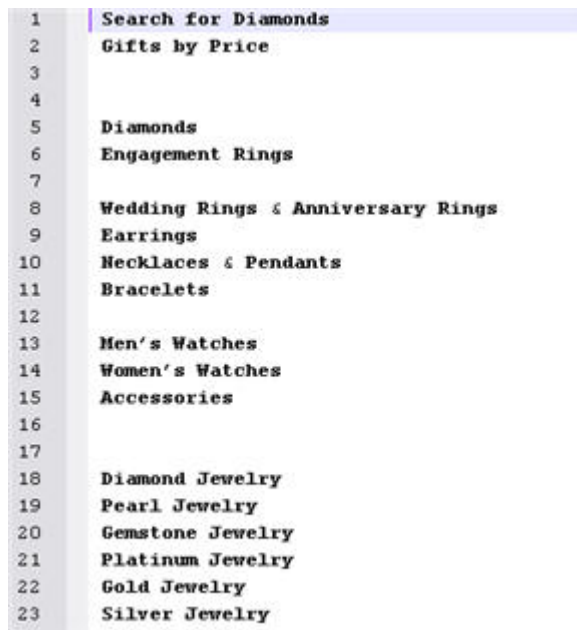 1 Search for Diamonds
2 Gifts by Price
3
4
5 Diamonds
6 Engagement Rings
7
8 Wedding Rings & Anniversary Rings
9 Earrings
10 Necklaces & Pendants
11 Bracelets
12
13 Men's Watches
14 Women's Watches
15 Accessories
16
17
18 Diamond Jewelry
19 Pearl Jewelry
20 Gemstone Jewelry
21 Platinum Jewelry
22 Gold Jewelry
23 Silver Jewelry